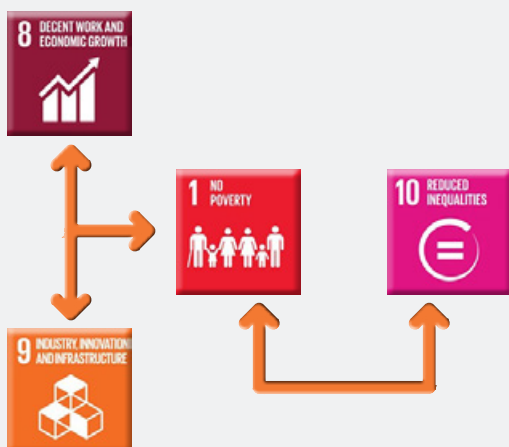 8 DECENT WORK AND
ECONOMIC GROWTH
1 NO
POVERTY
10 REDUCED
INEQUALITIES
9 INDUSTRY, INNOVATION
AND INFRASTRUCTURE